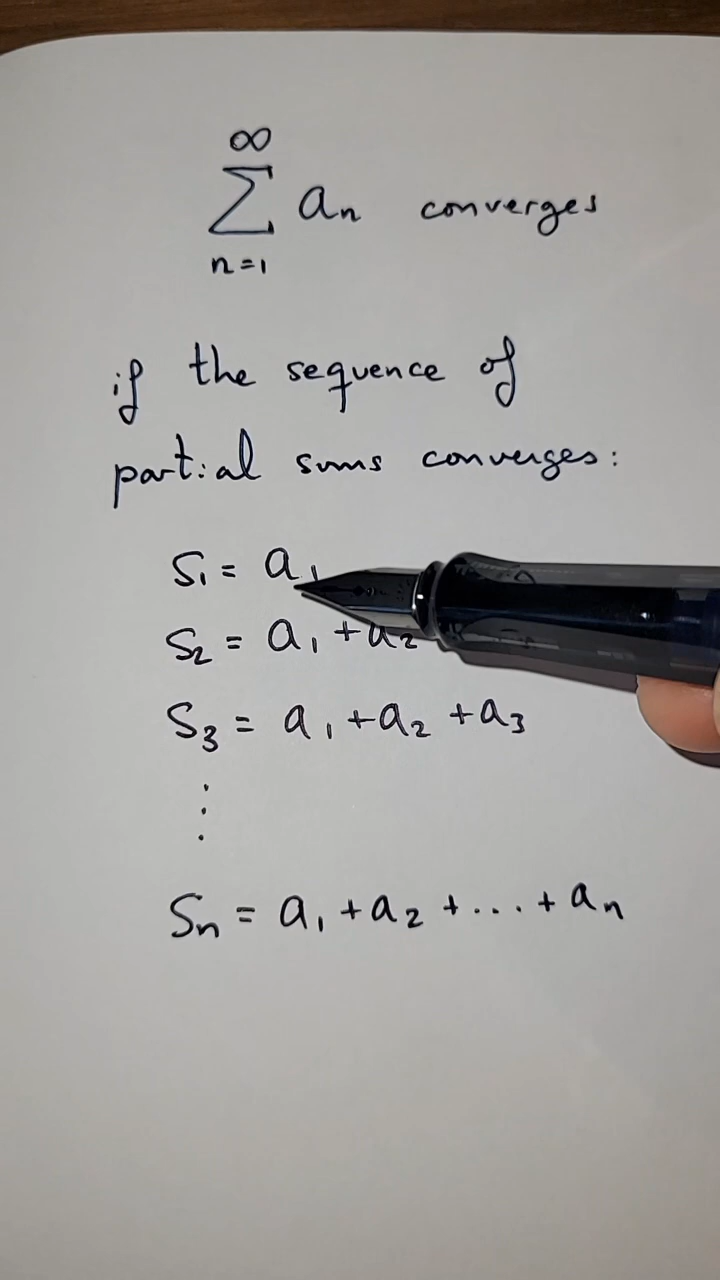 ∞
∑ aₙ converges
n=1
if the sequence of
partial sums converges:
S₁ = a₁
S₂ = a₁ + a₂
S₃ = a₁ + a₂ + a₃
⋮
Sₙ = a₁ + a₂ + ... + aₙ